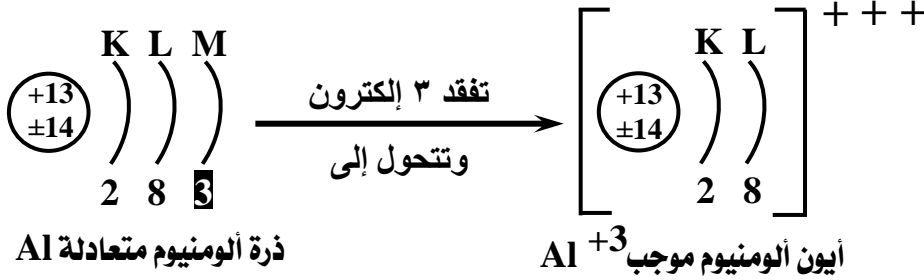 K L M
+13
±14
2 8 3
ذرة ألومنيوم متعادلة Al
تفقد ٣ إلكترون
وتتحول إلى
+ + +
K L
+13
±14
2 8
أيون ألومنيوم موجب Al +3